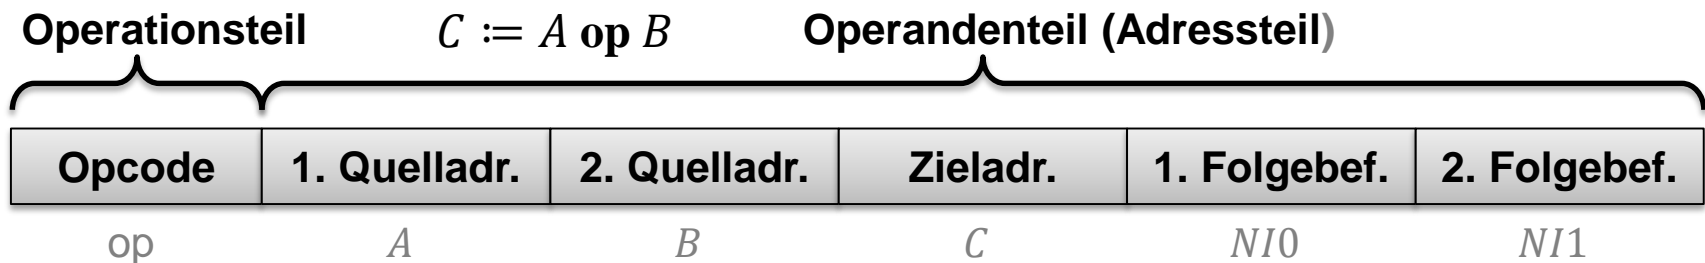 Operationsteil C := A op B Operandenteil (Adressteil)
Opcode 1. Quelladr. 2. Quelladr. Zieladr. 1. Folgebef. 2. Folgebef.
op A B C NI0 NI1